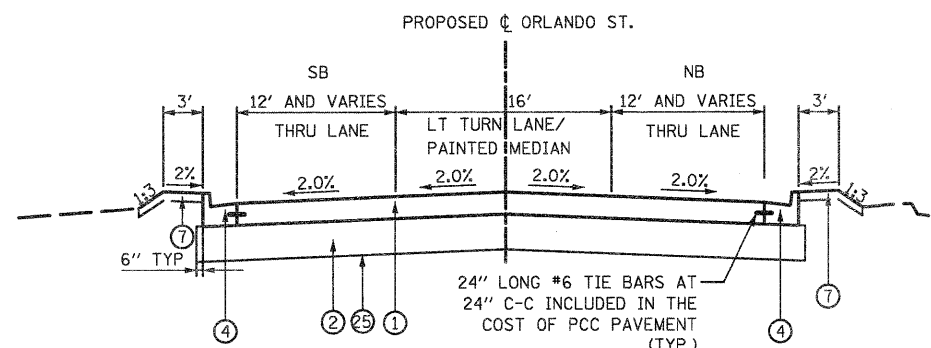 PROPOSED ℄ ORLANDO ST.
SB
NB
3'
12' AND VARIES
16'
12' AND VARIES
3'
THRU LANE
LT TURN LANE/
PAINTED MEDIAN
THRU LANE
2%
2.0%
2.0%
2.0%
2.0%
2%
1:3
1:3
7
6" TYP
7
24" LONG #6 TIE BARS AT
24" C-C INCLUDED IN THE
COST OF PCC PAVEMENT
(TYP.)
4
2
25
1
4